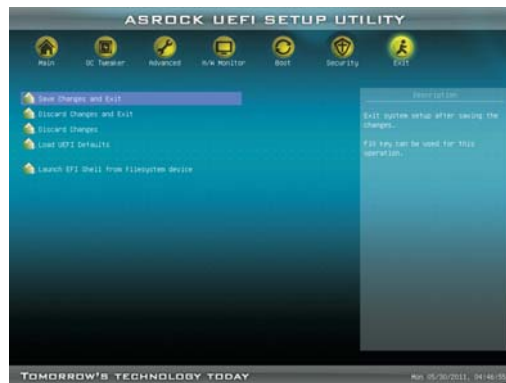 ASROCK UEFI SETUP UTILITY
Main OC Tweaker Advanced H/W Monitor Boot Security Exit
Save Changes and Exit
Discard Changes and Exit
Discard Changes
Load UEFI Defaults
Launch EFI Shell from filesystem device
Description
Exit system setup after saving the
changes.
F10 key can be used for this
operation.
TOMORROW'S TECHNOLOGY TODAY
Mon 05/30/2011, 04:46:55